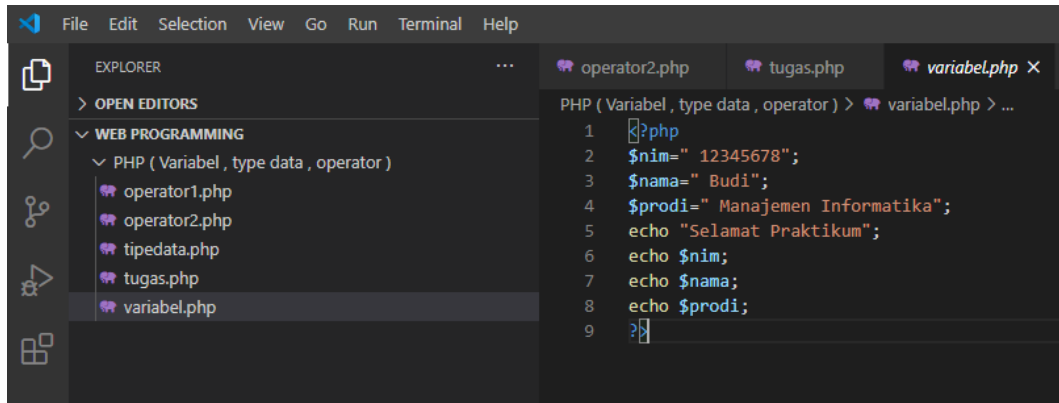 File Edit Selection View Go Run Terminal Help
EXPLORER ...
OPEN EDITORS
WEB PROGRAMMING
PHP ( Variabel , type data , operator )
operator1.php
operator2.php
tipedata.php
tugas.php
variabel.php
operator2.php tugas.php variabel.php
PHP ( Variabel , type data , operator ) > variabel.php > ...
1 <?php
2 $nim=" 12345678";
3 $nama=" Budi";
4 $prodi=" Manajemen Informatika";
5 echo "Selamat Praktikum";
6 echo $nim;
7 echo $nama;
8 echo $prodi;
9 ?>